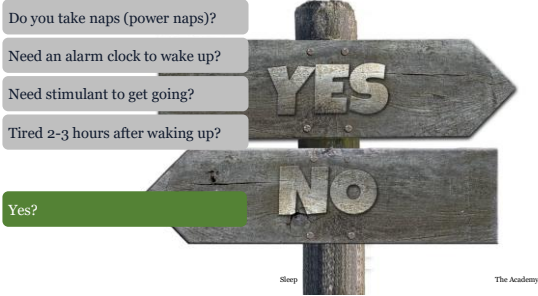 Do you take naps (power naps)?
Need an alarm clock to wake up?
Need stimulant to get going?
Tired 2-3 hours after waking up?
YES
NO
Yes?
Sleep
The Academy